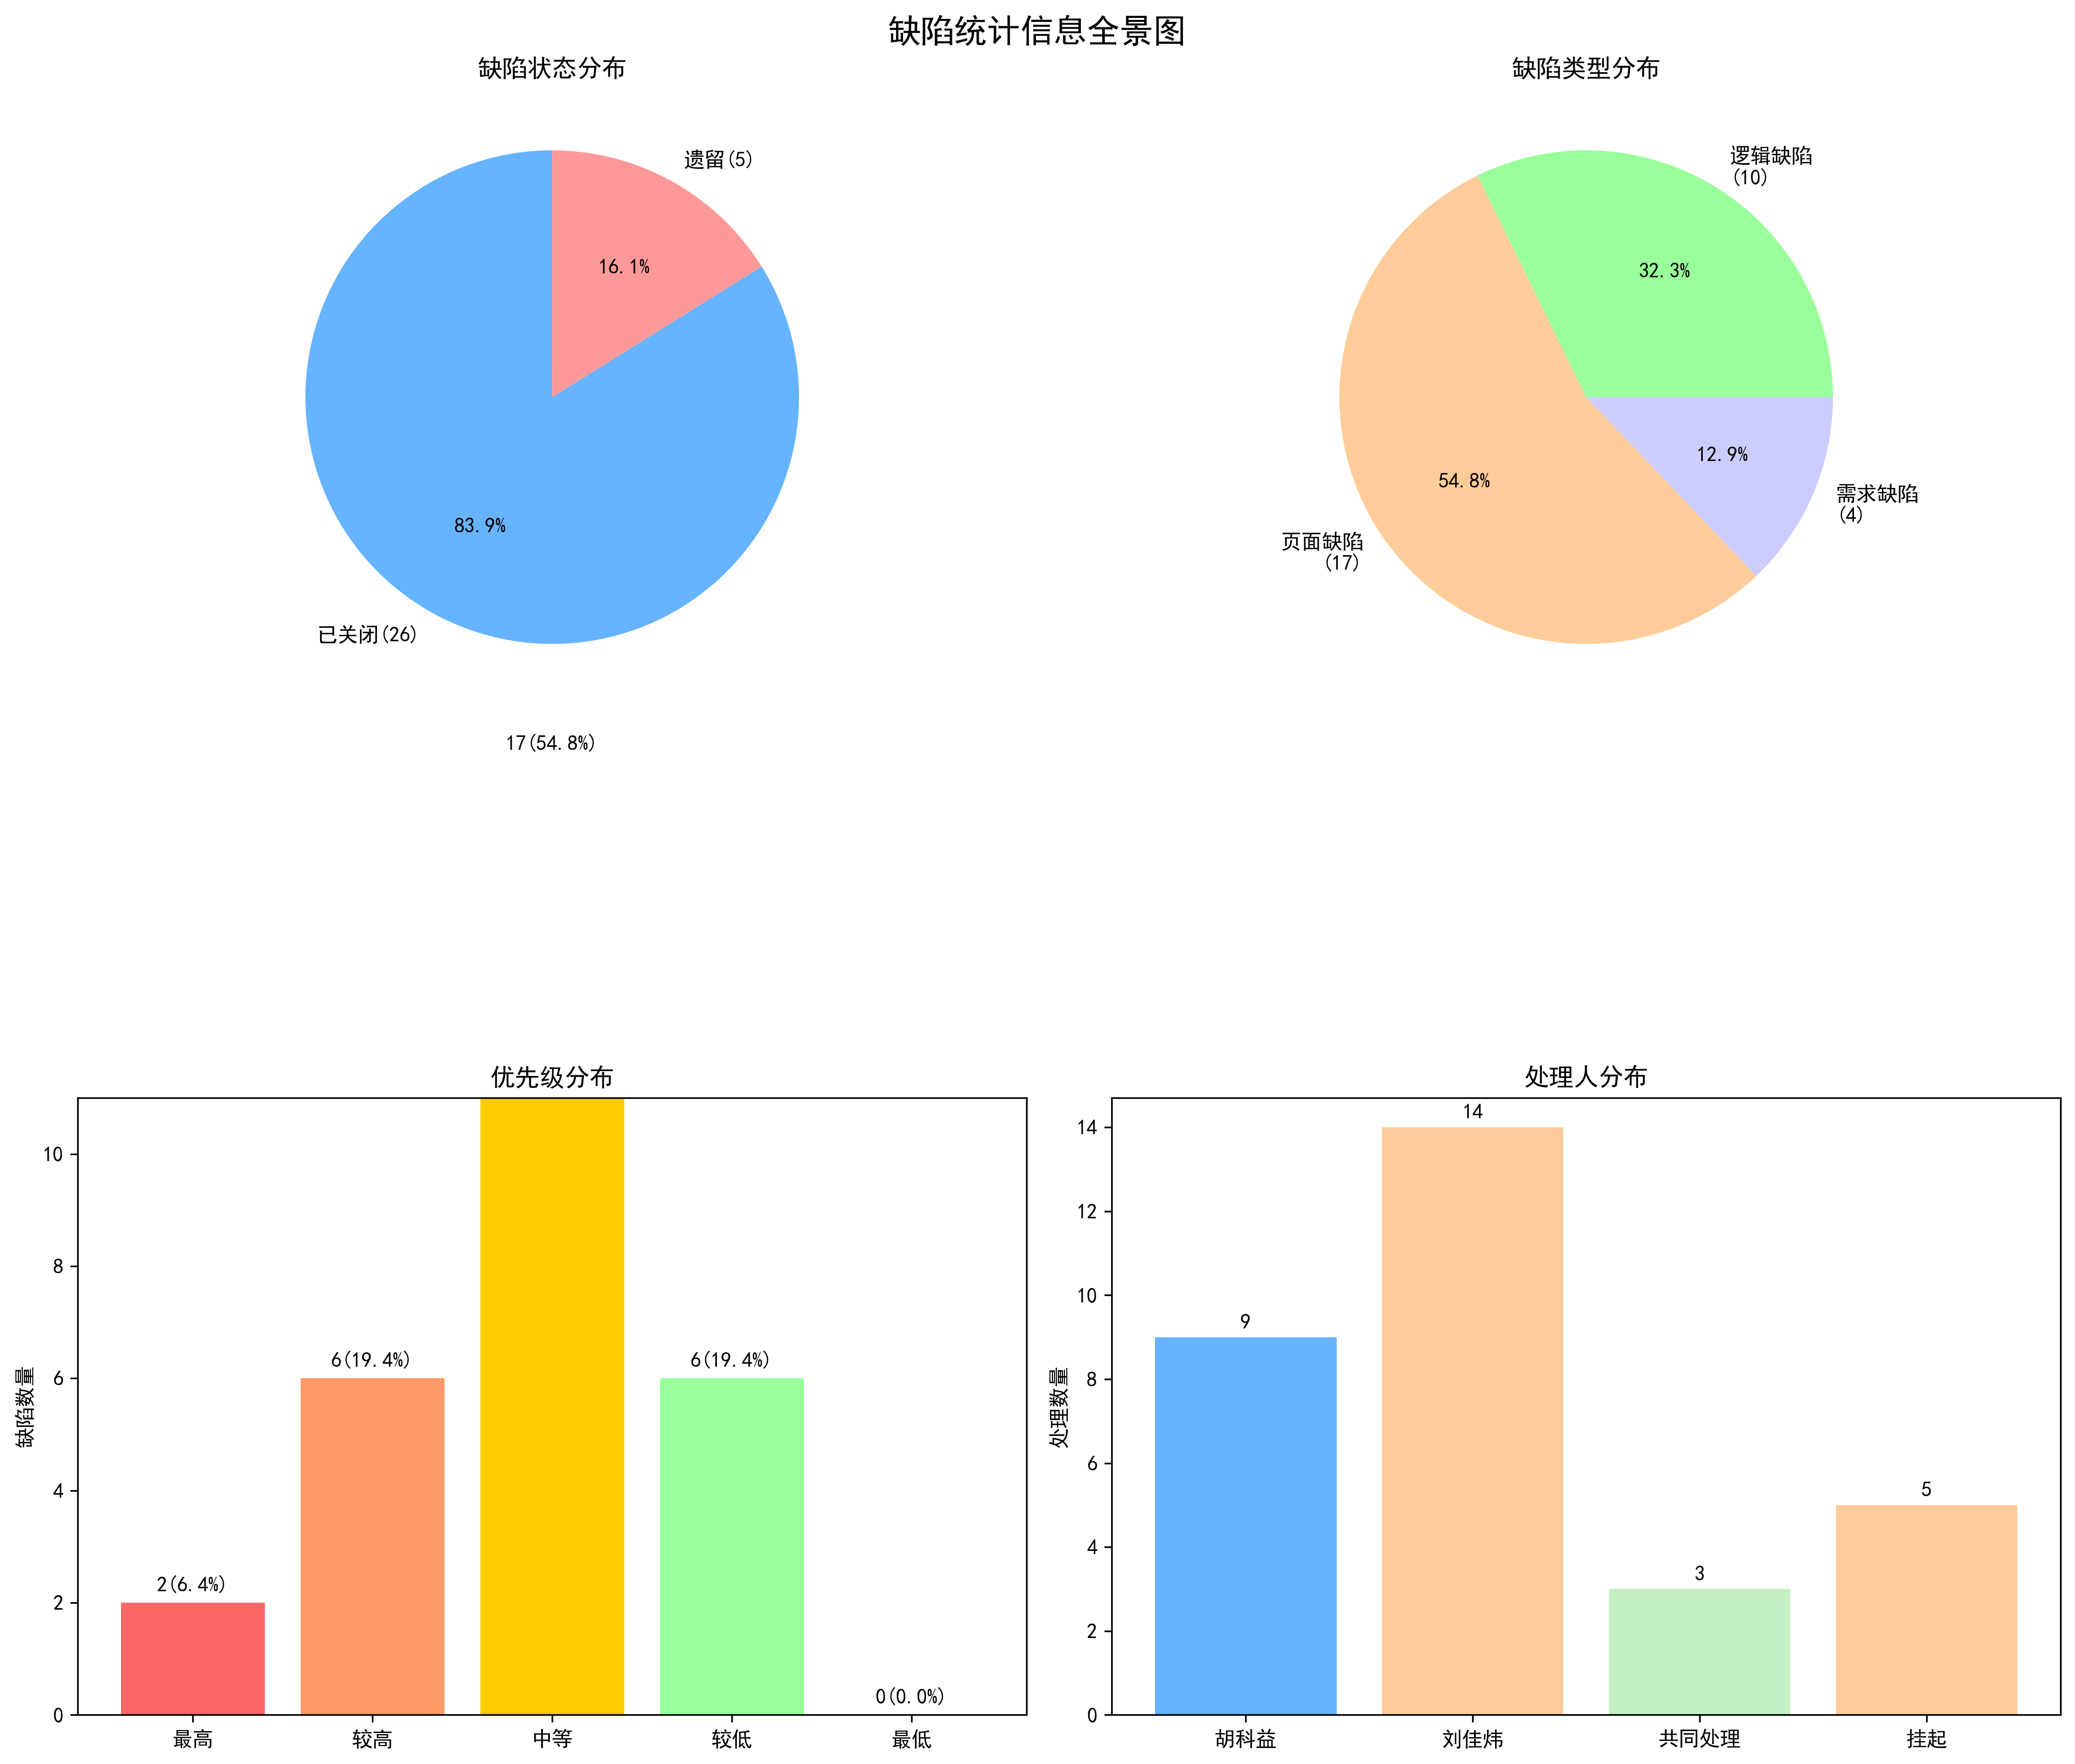 缺陷统计信息全景图
缺陷状态分布
遗留(5)
16.1%
83.9%
已关闭(26)
缺陷类型分布
逻辑缺陷
(10)
32.3%
12.9%
54.8%
需求缺陷
(4)
页面缺陷
(17)
17(54.8%)
优先级分布
缺陷数量
10
8
6
4
2
0
2(6.4%)
6(19.4%)
6(19.4%)
0(0.0%)
最高
较高
中等
较低
最低
处理人分布
处理数量
14
12
10
8
6
4
2
0
9
14
3
5
胡科益
刘佳炜
共同处理
挂起